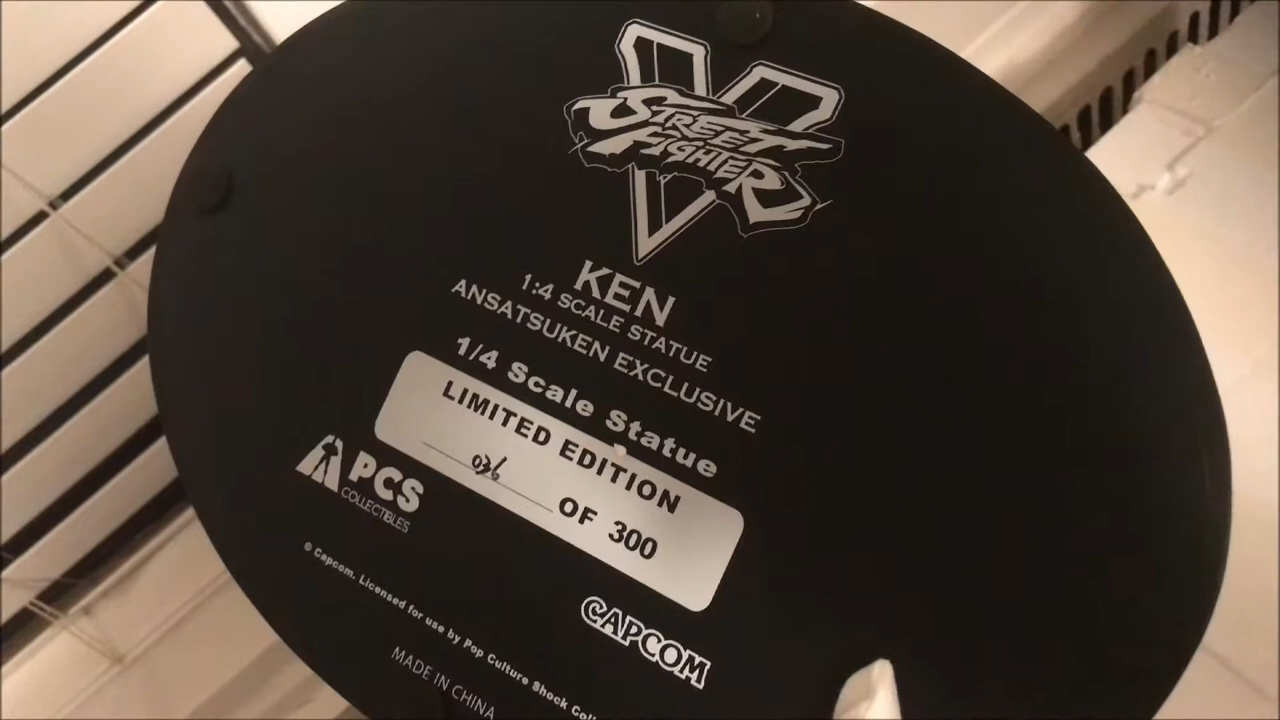 V
STREET
FIGHTER
KEN
1:4 SCALE STATUE
ANSATSUKEN EXCLUSIVE
1/4 Scale Statue
LIMITED EDITION
036 OF 300
PCS
COLLECTIBLES
CAPCOM
© Capcom. Licensed for use by Pop Culture Shock
MADE IN CHINA